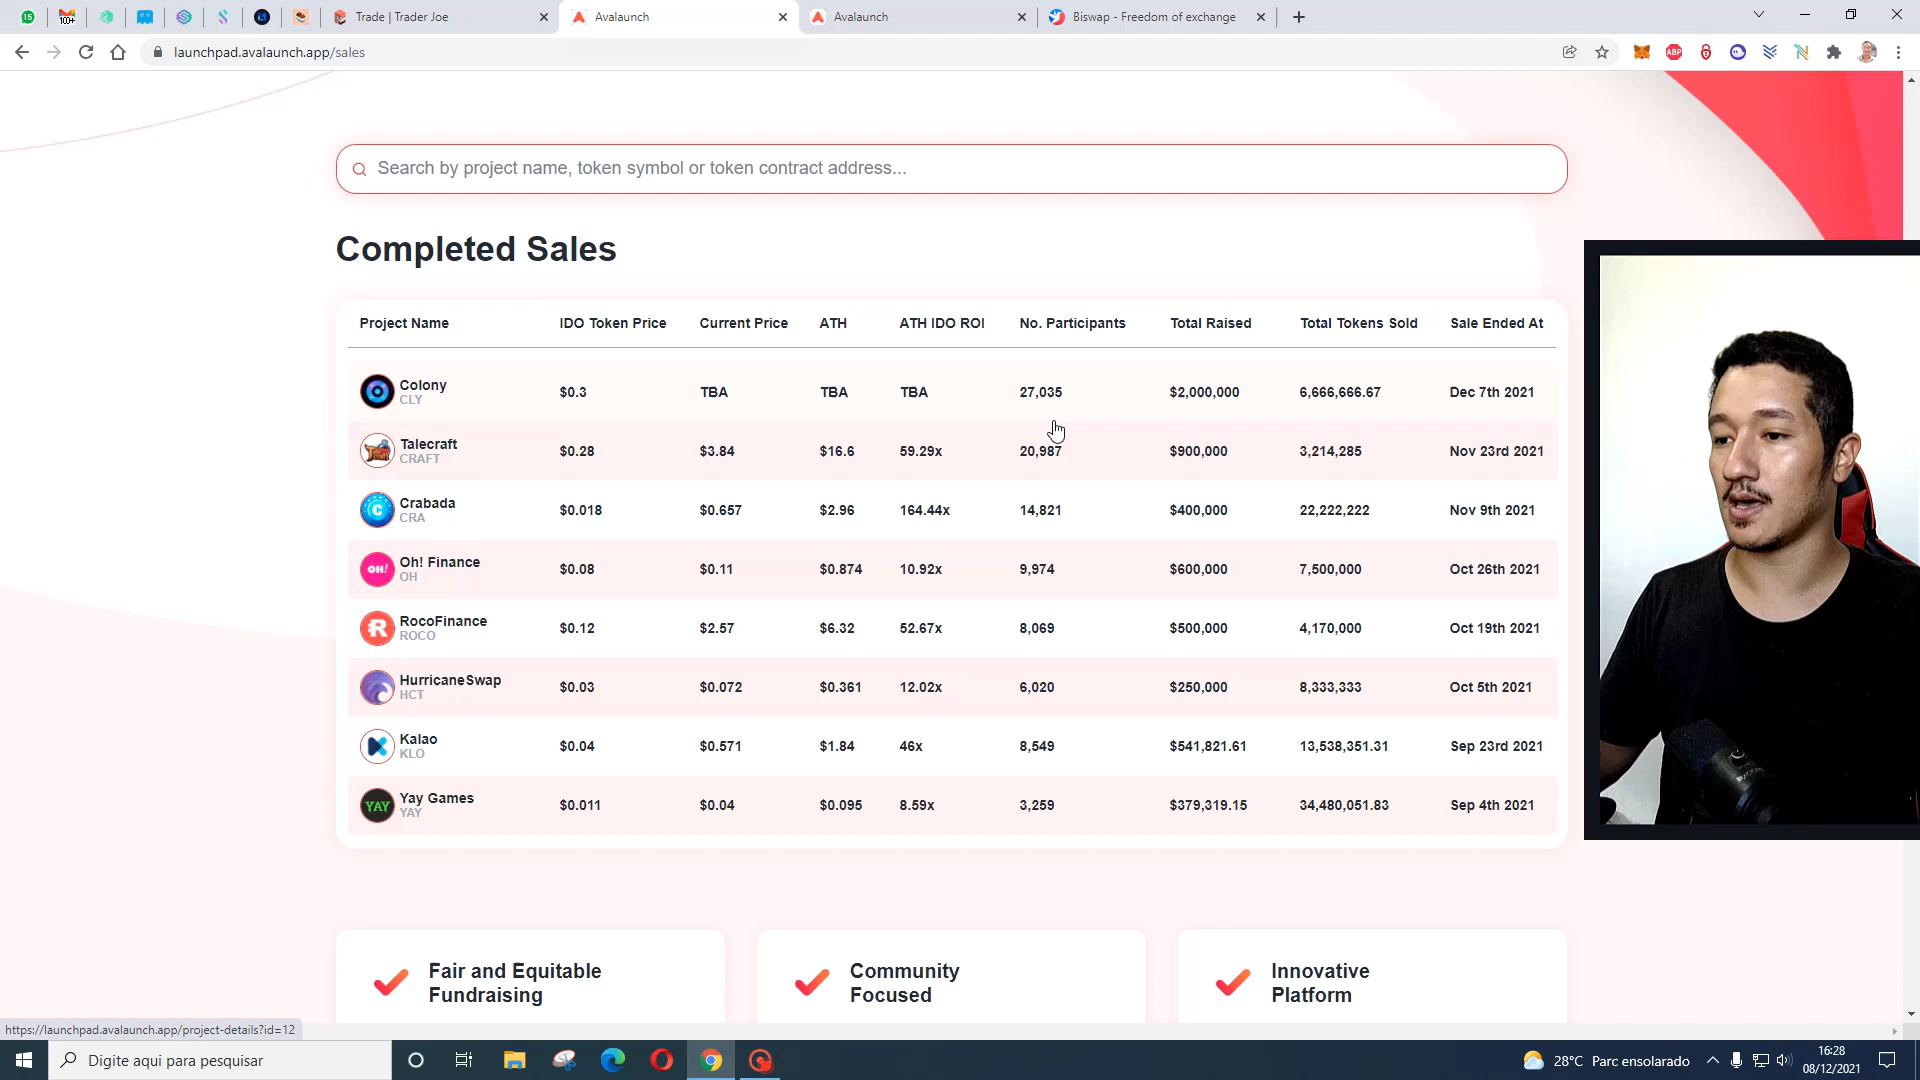 15
100+
Trade | Trader Joe
Avalaunch
Avalaunch
Biswap - Freedom of exchange
launchpad.avalaunch.app/sales
ABP
Search by project name, token symbol or token contract address...
Completed Sales
Project Name IDO Token Price Current Price ATH ATH IDO ROI No. Participants Total Raised Total Tokens Sold Sale Ended At
Colony $0.3 TBA TBA TBA 27,035 $2,000,000 6,666,666.67 Dec 7th 2021
CLY
Talecraft $0.28 $3.84 $16.6 59.29x 20,987 $900,000 3,214,285 Nov 23rd 2021
CRAFT
Crabada $0.018 $0.657 $2.96 164.44x 14,821 $400,000 22,222,222 Nov 9th 2021
CRA
OH! Oh! Finance $0.08 $0.11 $0.874 10.92x 9,974 $600,000 7,500,000 Oct 26th 2021
OH
RocoFinance $0.12 $2.57 $6.32 52.67x 8,069 $500,000 4,170,000 Oct 19th 2021
ROCO
HurricaneSwap $0.03 $0.072 $0.361 12.02x 6,020 $250,000 8,333,333 Oct 5th 2021
HCT
Kalao $0.04 $0.571 $1.84 46x 8,549 $541,821.61 13,538,351.31 Sep 23rd 2021
KLO
YAY Yay Games $0.011 $0.04 $0.095 8.59x 3,259 $379,319.15 34,480,051.83 Sep 4th 2021
YAY
Fair and Equitable
Fundraising
Community
Focused
Innovative
Platform
https://launchpad.avalaunch.app/project-details?id=12
Digite aqui para pesquisar
28°C Parc ensolarado
16:28
08/12/2021